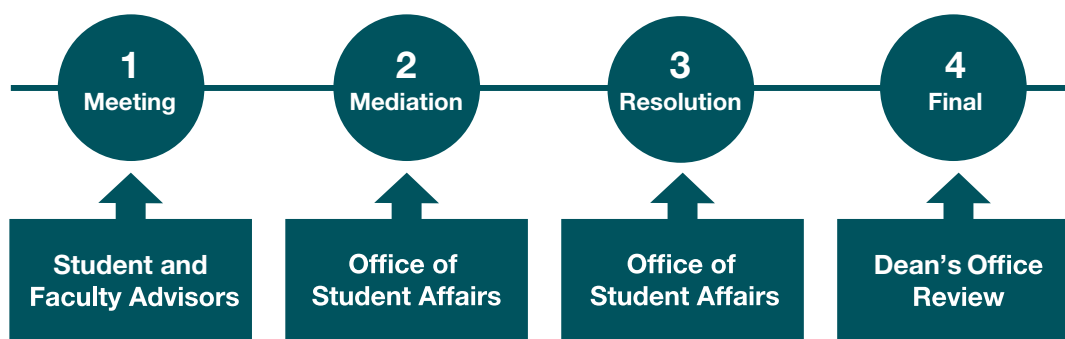 1
Meeting
2
Mediation
3
Resolution
4
Final
Student and
Faculty Advisors
Office of
Student Affairs
Office of
Student Affairs
Dean’s Office
Review